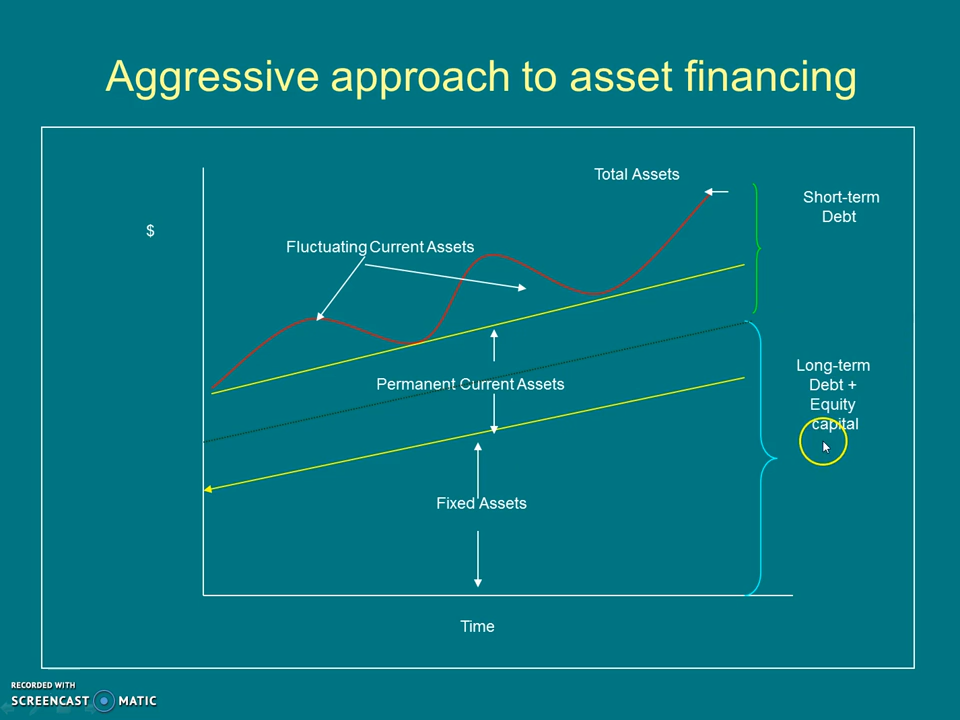 Aggressive approach to asset financing
Total Assets
Short-term
Debt
$
Fluctuating Current Assets
Long-term
Debt +
Equity
capital
Permanent Current Assets
Fixed Assets
Time
RECORDED WITH
SCREENCAST MATIC